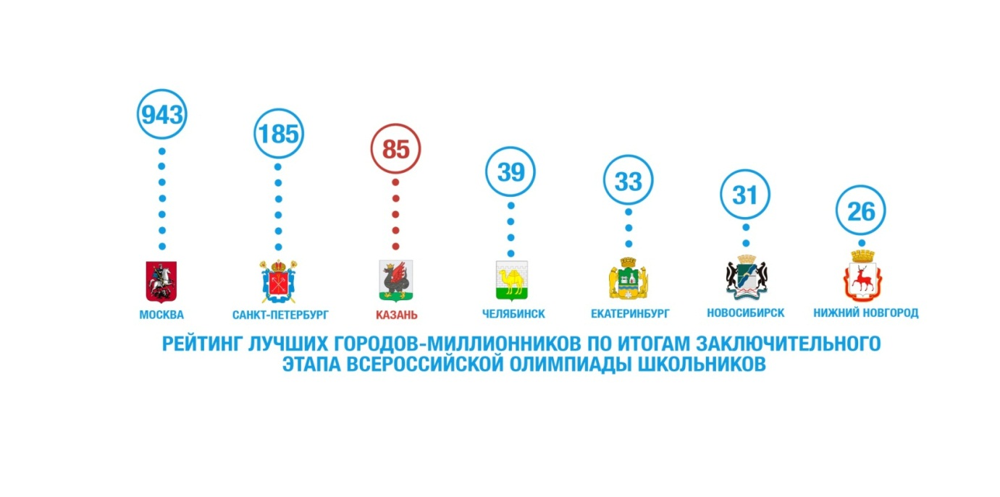 943
185
85
39
33
31
26
МОСКВА
САНКТ-ПЕТЕРБУРГ
КАЗАНЬ
ЧЕЛЯБИНСК
ЕКАТЕРИНБУРГ
НОВОСИБИРСК
НИЖНИЙ НОВГОРОД
РЕЙТИНГ ЛУЧШИХ ГОРОДОВ-МИЛЛИОННИКОВ ПО ИТОГАМ ЗАКЛЮЧИТЕЛЬНОГО
ЭТАПА ВСЕРОССИЙСКОЙ ОЛИМПИАДЫ ШКОЛЬНИКОВ